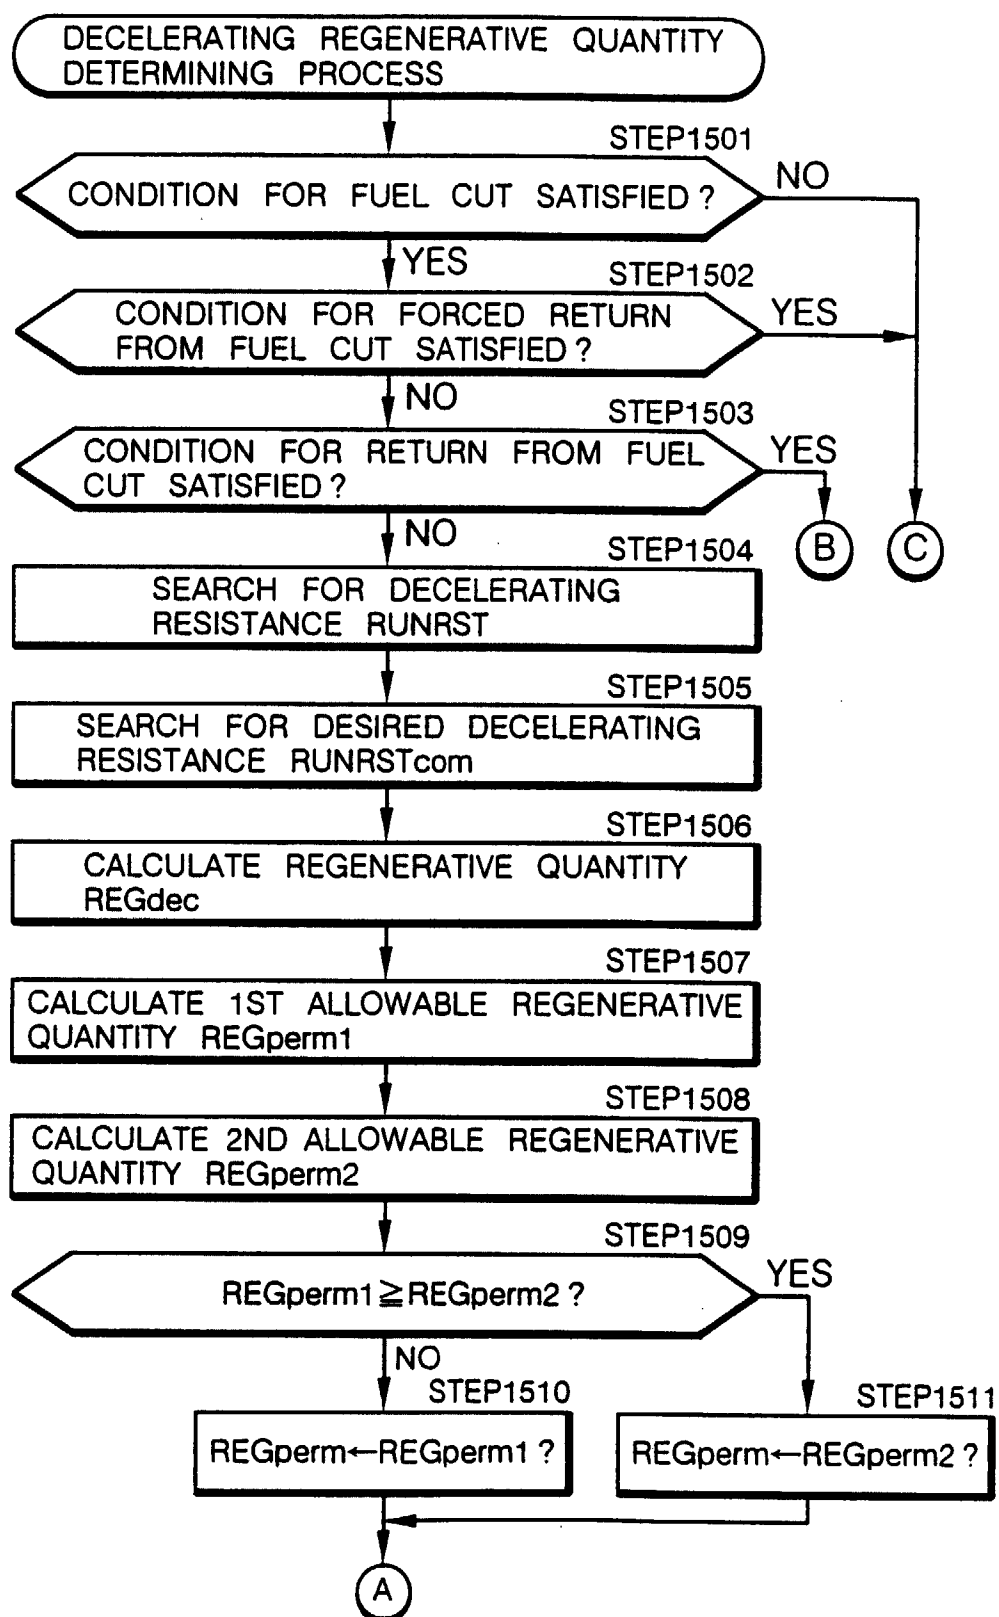 DECELERATING REGENERATIVE QUANTITY
DETERMINING PROCESS
STEP1501
CONDITION FOR FUEL CUT SATISFIED ?
NO
YES
STEP1502
CONDITION FOR FORCED RETURN
FROM FUEL CUT SATISFIED ?
YES
NO
STEP1503
CONDITION FOR RETURN FROM FUEL
CUT SATISFIED ?
YES
NO
B
C
STEP1504
SEARCH FOR DECELERATING
RESISTANCE RUNRST
STEP1505
SEARCH FOR DESIRED DECELERATING
RESISTANCE RUNRSTcom
STEP1506
CALCULATE REGENERATIVE QUANTITY
REGdec
STEP1507
CALCULATE 1ST ALLOWABLE REGENERATIVE
QUANTITY REGperm1
STEP1508
CALCULATE 2ND ALLOWABLE REGENERATIVE
QUANTITY REGperm2
STEP1509
REGperm1≧REGperm2 ?
YES
NO
STEP1510
STEP1511
REGperm←REGperm1 ?
REGperm←REGperm2 ?
A